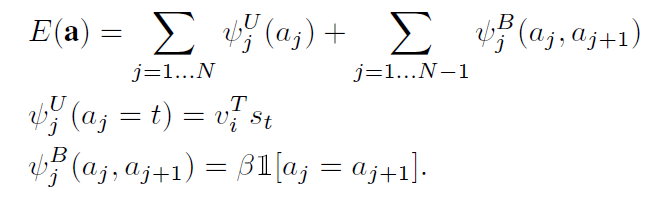 E(𝐚) = ∑_{j=1...N} ψ_j^U(a_j) + ∑_{j=1...N−1} ψ_j^B(a_j, a_{j+1})
ψ_j^U(a_j = t) = v_i^T s_t
ψ_j^B(a_j, a_{j+1}) = β𝟙[a_j = a_{j+1}].